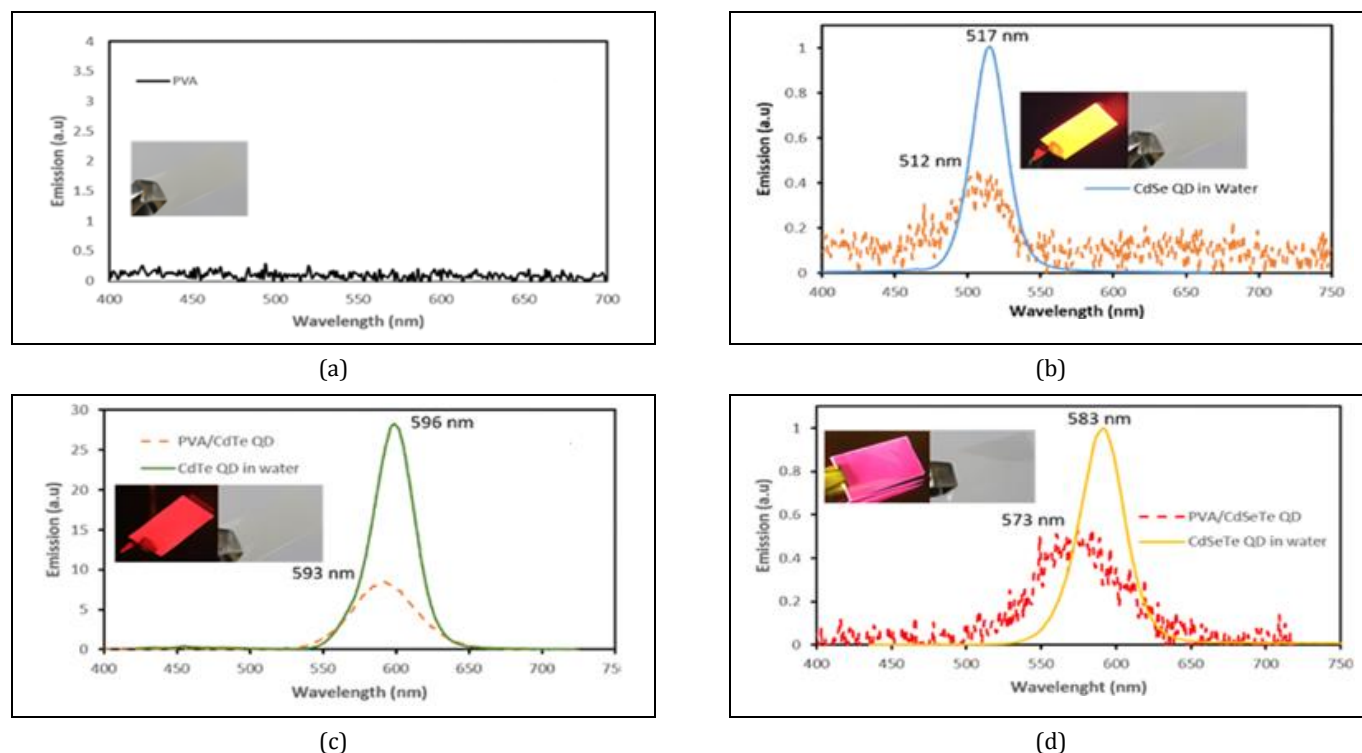 4
3.5
3
2.5
2
1.5
1
0.5
0
Emission (a.u)
PVA
400 450 500 550 600 650 700
Wavelength (nm)
(a)
517 nm
1
0.8
0.6
0.4
0.2
0
Emission (a.u)
512 nm
CdSe QD in Water
400 450 500 550 600 650 700 750
Wavelength (nm)
(b)
30
25
20
15
10
5
0
Emission (a.u)
596 nm
PVA/CdTe QD
CdTe QD in water
593 nm
400 450 500 550 600 650 700 75
Wavelength (nm)
(c)
583 nm
1
0.8
0.6
0.4
0.2
0
Emission (a.u)
573 nm
PVA/CdSeTe QD
CdSeTe QD in water
400 450 500 550 600 650 700 750
Wavelenght (nm)
(d)